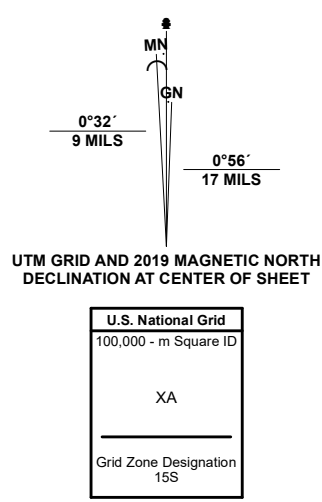 MN
GN
0°32´
9 MILS
0°56´
17 MILS
UTM GRID AND 2019 MAGNETIC NORTH
DECLINATION AT CENTER OF SHEET
U.S. National Grid
100,000 - m Square ID
XA
Grid Zone Designation
15S